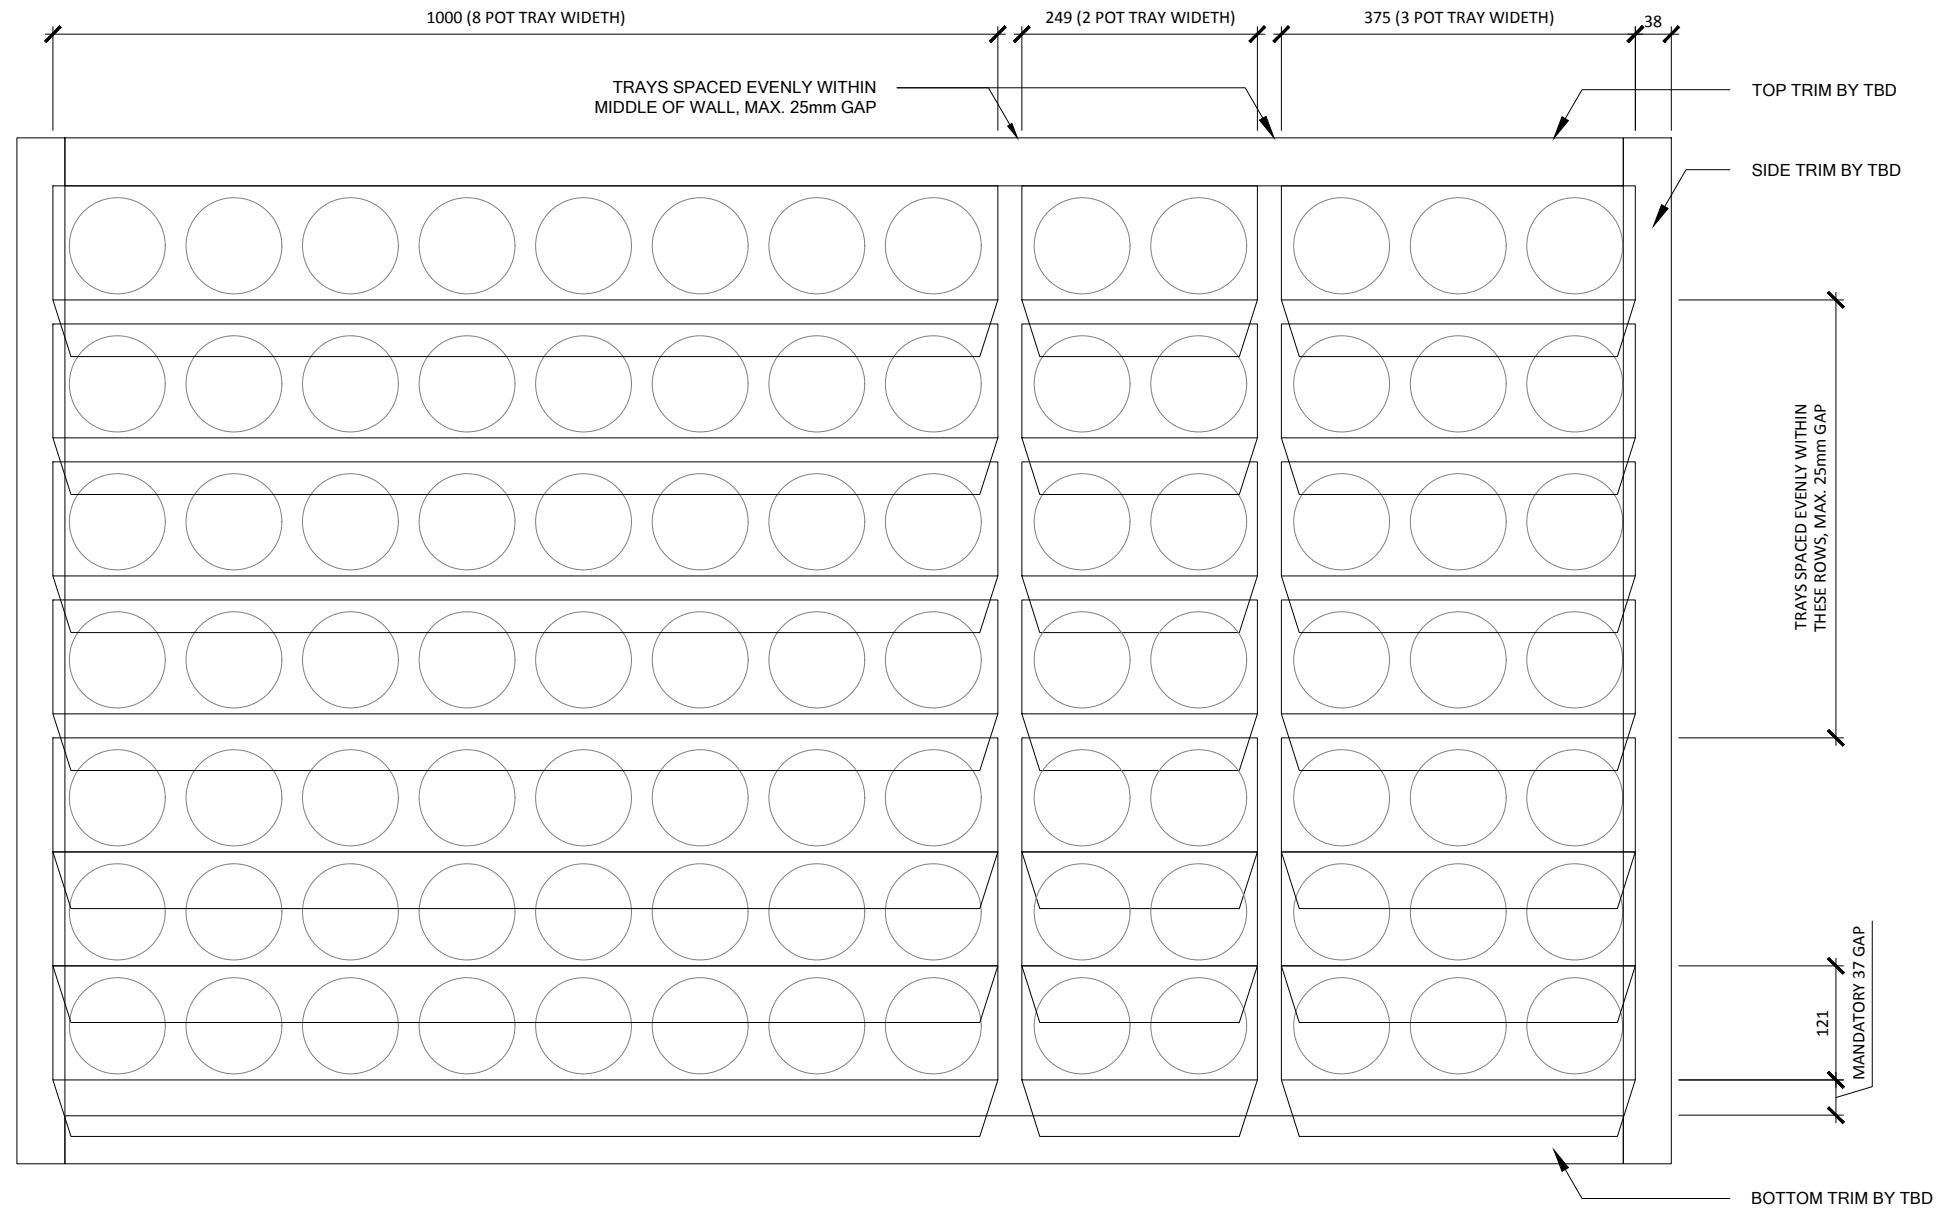 1000 (8 POT TRAY WIDETH)
249 (2 POT TRAY WIDETH)
375 (3 POT TRAY WIDETH)
38
TRAYS SPACED EVENLY WITHIN
MIDDLE OF WALL, MAX. 25mm GAP
TOP TRIM BY TBD
SIDE TRIM BY TBD
TRAYS SPACED EVENLY WITHIN
THESE ROWS, MAX. 25mm GAP
121
MANDATORY 37 GAP
BOTTOM TRIM BY TBD